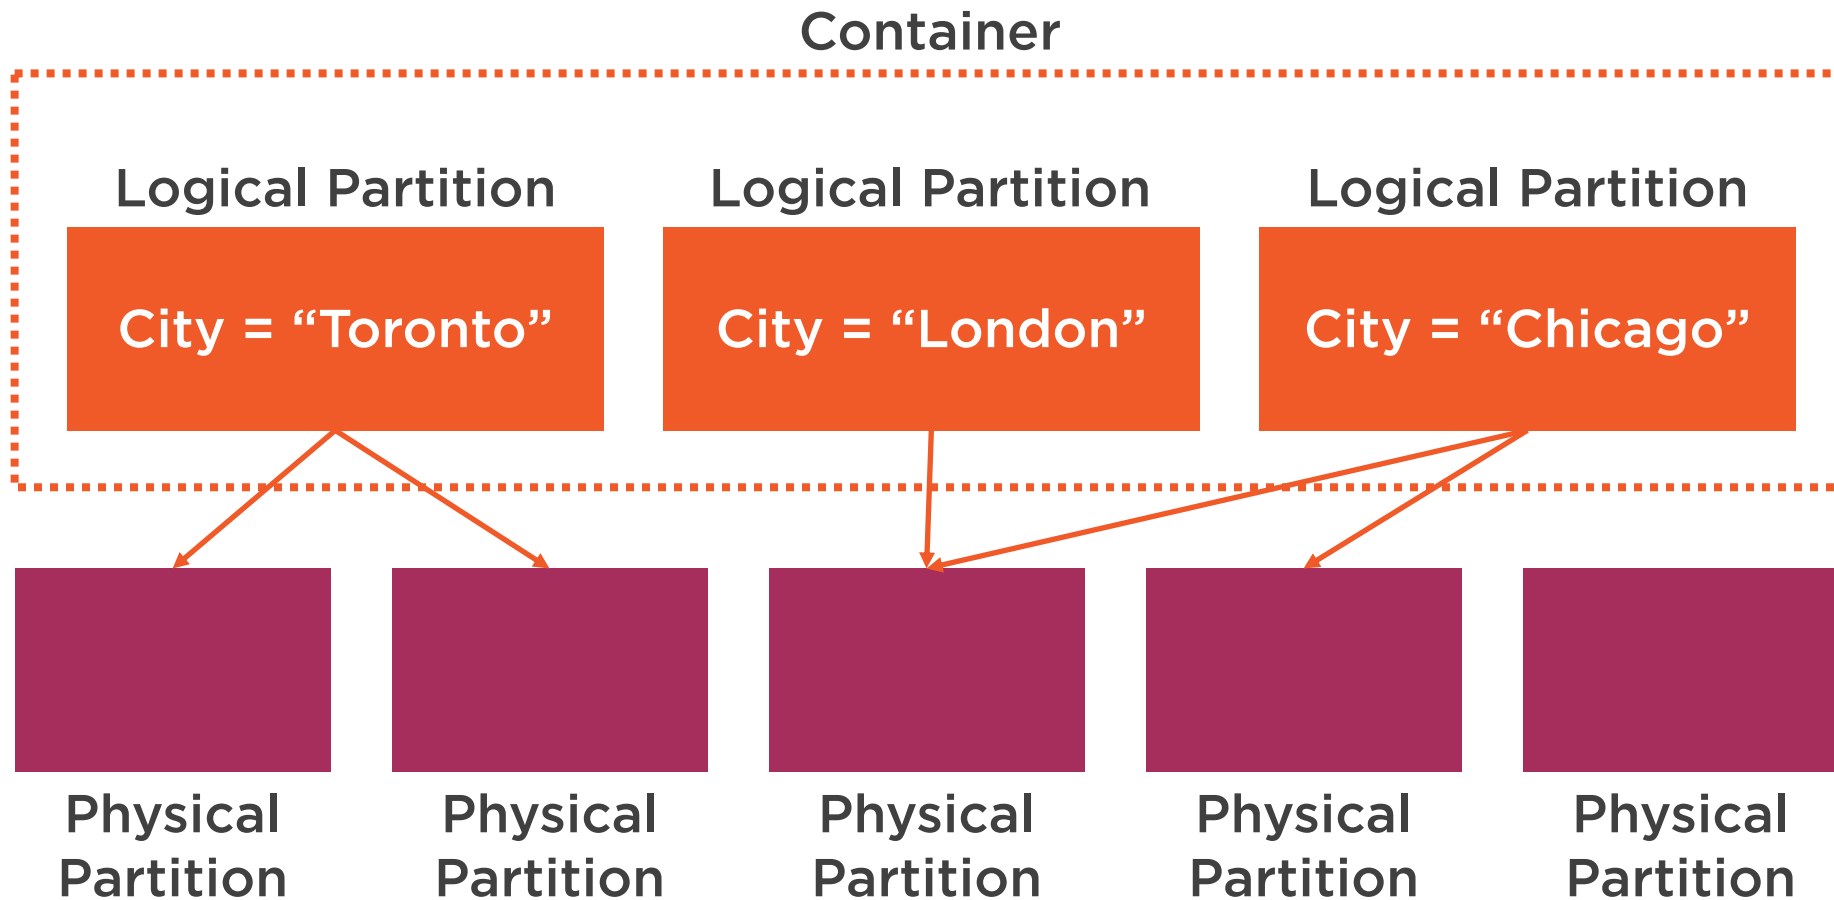 Container
Logical Partition
Logical Partition
Logical Partition
City = “Toronto”
City = “London”
City = “Chicago”
Physical
Partition
Physical
Partition
Physical
Partition
Physical
Partition
Physical
Partition